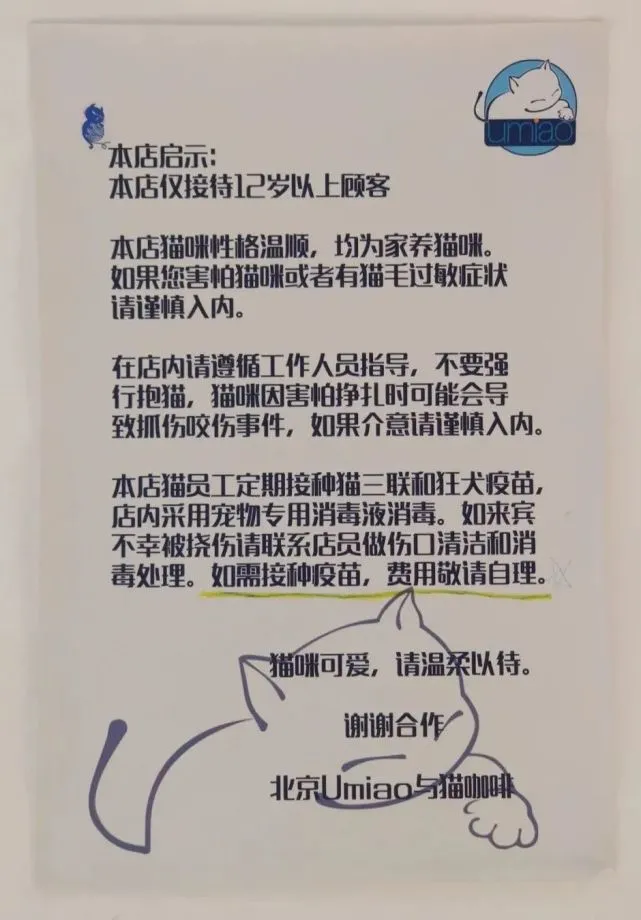 umiao
本店启示：
本店仅接待12岁以上顾客
本店猫咪性格温顺，均为家养猫咪。
如果您害怕猫咪或者有猫毛过敏症状
请谨慎入内。
在店内请遵循工作人员指导，不要强
行抱猫，猫咪因害怕挣扎时可能会导
致抓伤咬伤事件，如果介意请谨慎入内。
本店猫员工定期接种猫三联和狂犬疫苗，
店内采用宠物专用消毒液消毒。如来宾
不幸被挠伤请联系店员做伤口清洁和消
毒处理。如需接种疫苗，费用敬请自理。
猫咪可爱，请温柔以待。
谢谢合作
北京Umiao与猫咖啡